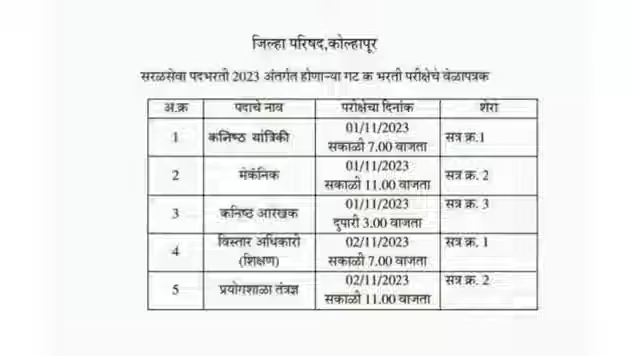 जिल्हा परिषद,कोल्हापूर
सरळसेवा पदभरती 2023 अंतर्गत होणाऱ्या गट क भरती परीक्षेचे वेळापत्रक
अ.क्र पदाचे नाव परीक्षेचा दिनांक शेरा
1 कनिष्ठ यांत्रिकी 01/11/2023 सकाळी 7.00 वाजता सत्र क्र.1
2 मेकॅनिक 01/11/2023 सकाळी 11.00 वाजता सत्र क्र. 2
3 कनिष्ठ आरेखक 01/11/2023 दुपारी 3.00 वाजता सत्र क्र. 3
4 विस्तार अधिकारी (शिक्षण) 02/11/2023 सकाळी 7.00 वाजता सत्र क्र. 1
5 प्रयोगशाळा तंत्रज्ञ 02/11/2023 सकाळी 11.00 वाजता सत्र क्र. 2